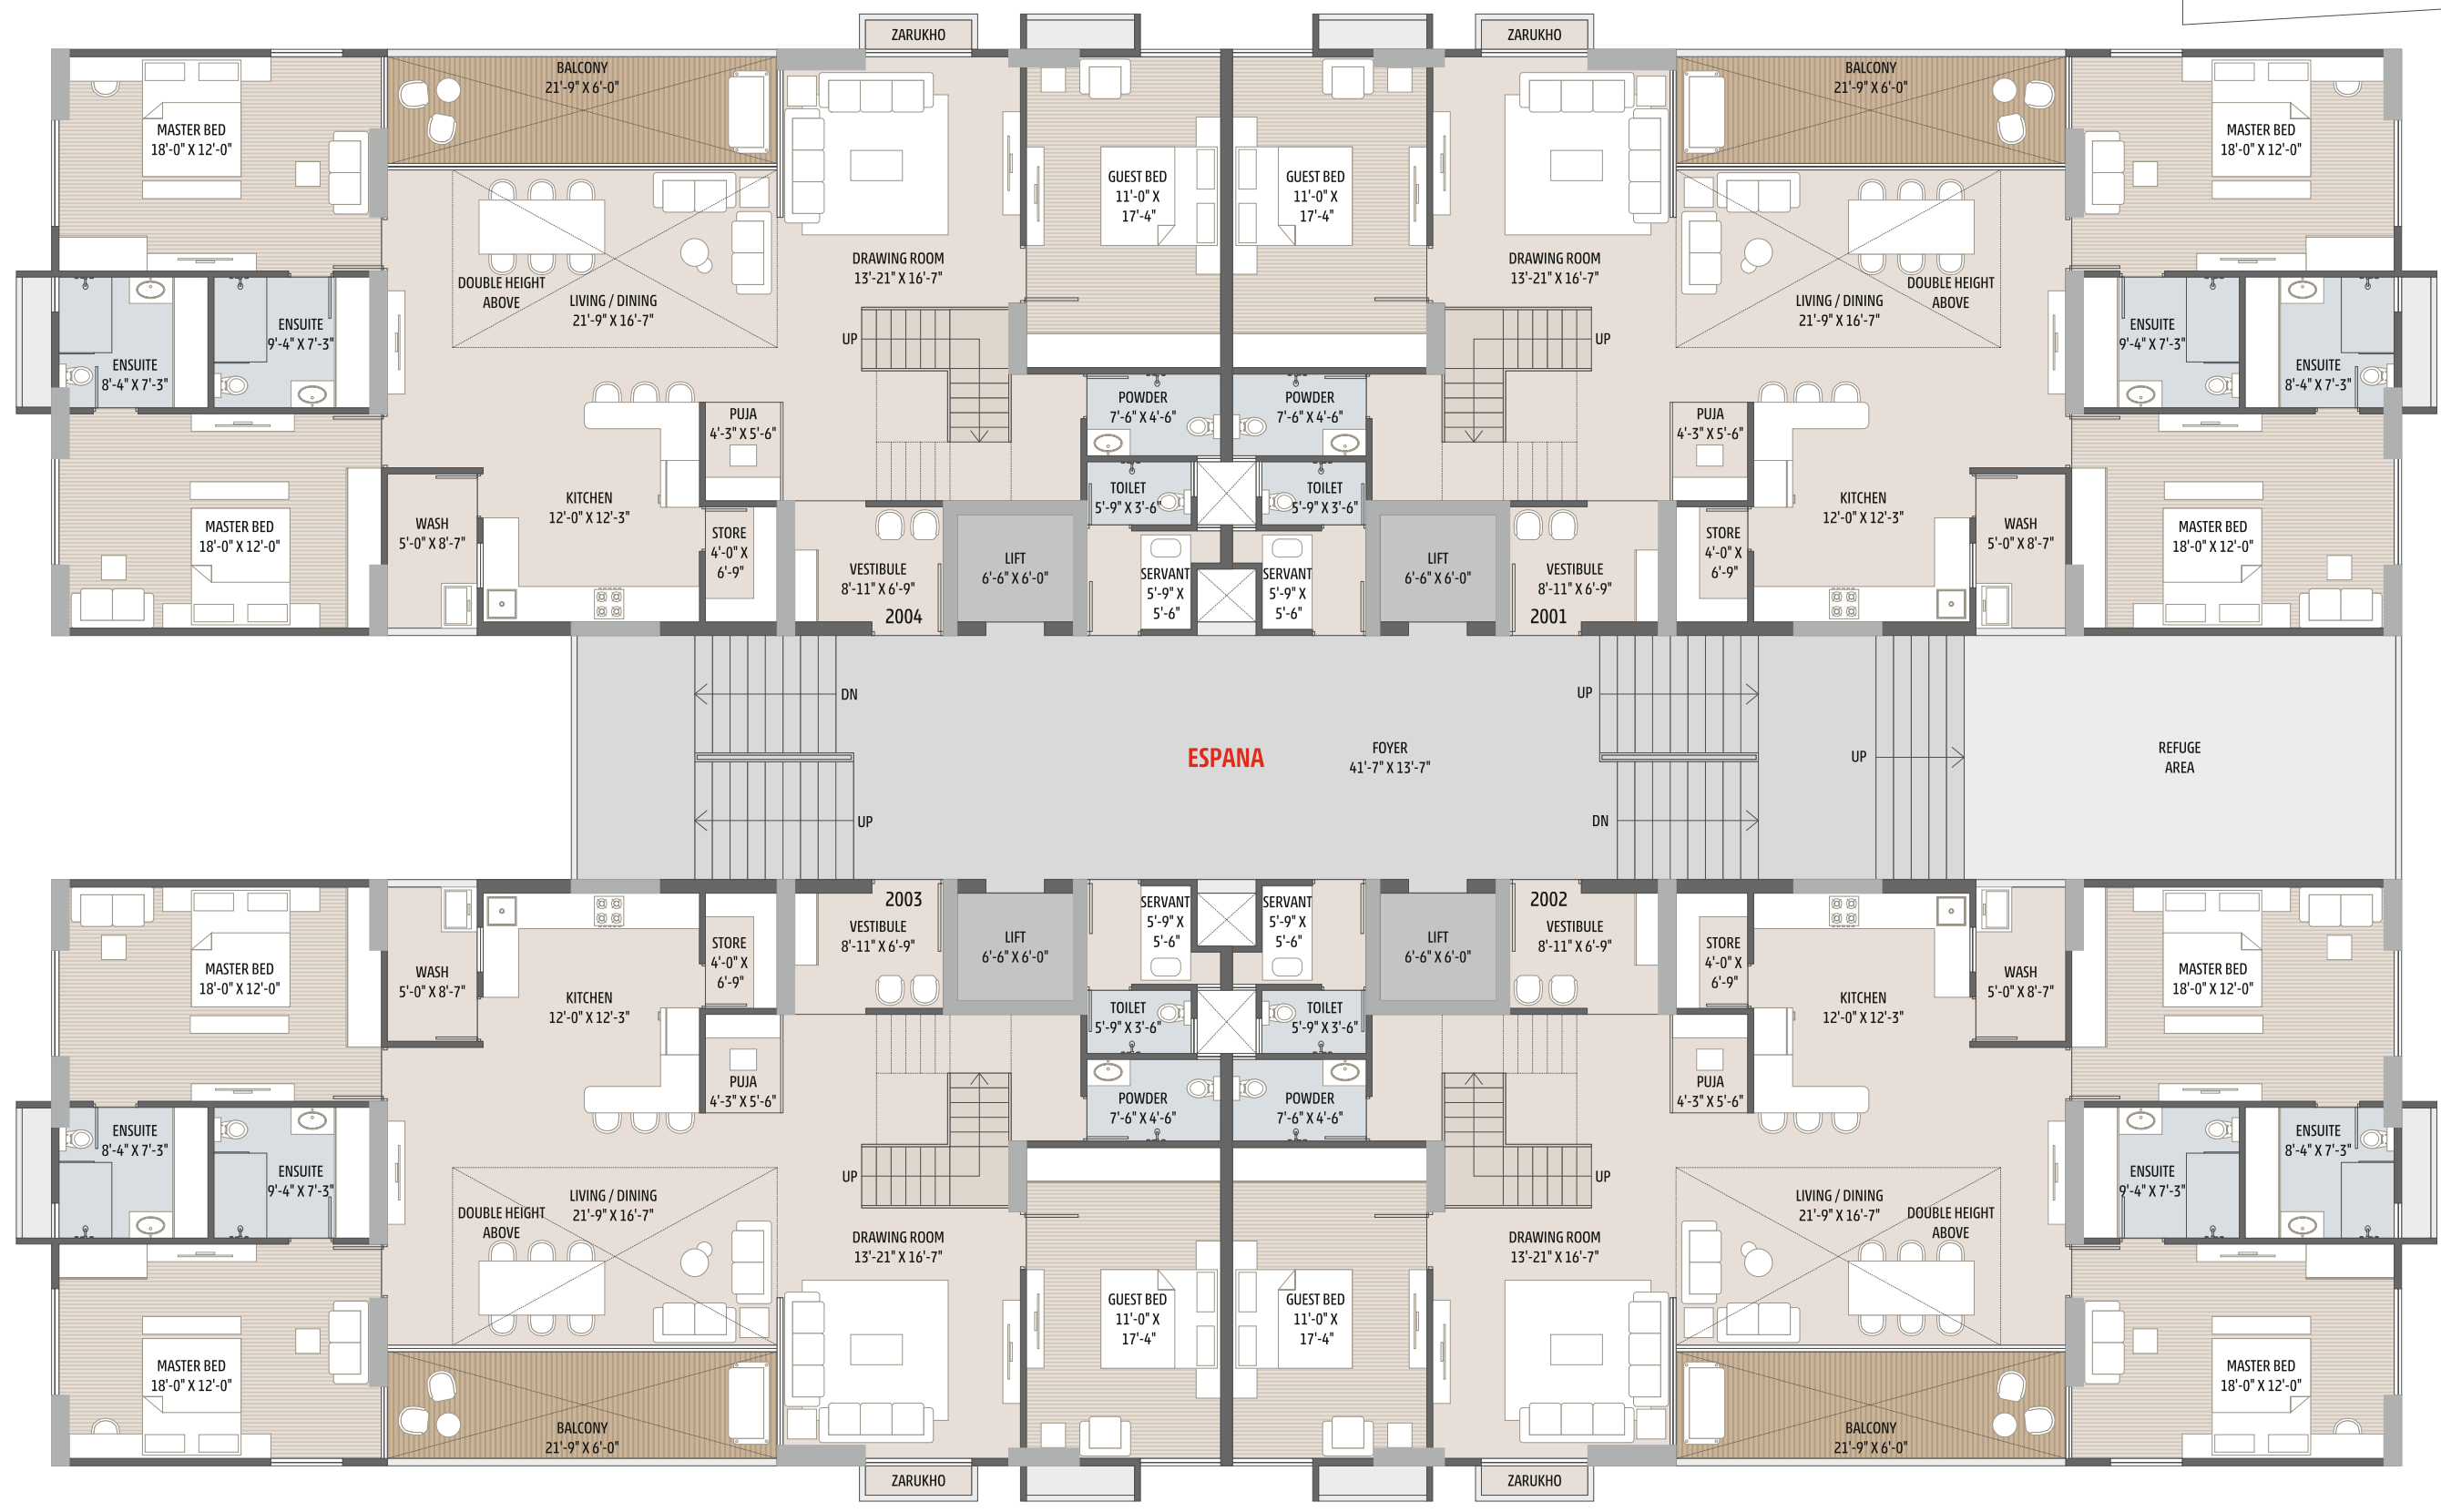 ZARUKHO
ZARUKHO
BALCONY
21'-9" X 6'-0"
MASTER BED
18'-0" X 12'-0"
GUEST BED
11'-0" X
17'-4"
GUEST BED
11'-0" X
17'-4"
BALCONY
21'-9" X 6'-0"
MASTER BED
18'-0" X 12'-0"
DRAWING ROOM
13'-21" X 16'-7"
DRAWING ROOM
13'-21" X 16'-7"
DOUBLE HEIGHT
ABOVE
LIVING / DINING
21'-9" X 16'-7"
LIVING / DINING
21'-9" X 16'-7"
DOUBLE HEIGHT
ABOVE
ENSUITE
9'-4" X 7'-3"
UP
UP
ENSUITE
9'-4" X 7'-3"
ENSUITE
8'-4" X 7'-3"
ENSUITE
8'-4" X 7'-3"
PUJA
4'-3" X 5'-6"
POWDER
7'-6" X 4'-6"
POWDER
7'-6" X 4'-6"
PUJA
4'-3" X 5'-6"
MASTER BED
18'-0" X 12'-0"
WASH
5'-0" X 8'-7"
KITCHEN
12'-0" X 12'-3"
STORE
4'-0" X
6'-9"
TOILET
5'-9" X 3'-6"
TOILET
5'-9" X 3'-6"
STORE
4'-0" X
6'-9"
KITCHEN
12'-0" X 12'-3"
WASH
5'-0" X 8'-7"
MASTER BED
18'-0" X 12'-0"
VESTIBULE
8'-11" X 6'-9"
2004
LIFT
6'-6" X 6'-0"
SERVANT
5'-9" X
5'-6"
SERVANT
5'-9" X
5'-6"
LIFT
6'-6" X 6'-0"
VESTIBULE
8'-11" X 6'-9"
2001
DN
UP
ESPANA
FOYER
41'-7" X 13'-7"
UP
REFUGE
AREA
UP
DN
2003
VESTIBULE
8'-11" X 6'-9"
LIFT
6'-6" X 6'-0"
SERVANT
5'-9" X
5'-6"
SERVANT
5'-9" X
5'-6"
LIFT
6'-6" X 6'-0"
2002
VESTIBULE
8'-11" X 6'-9"
MASTER BED
18'-0" X 12'-0"
WASH
5'-0" X 8'-7"
KITCHEN
12'-0" X 12'-3"
STORE
4'-0" X
6'-9"
TOILET
5'-9" X 3'-6"
TOILET
5'-9" X 3'-6"
STORE
4'-0" X
6'-9"
KITCHEN
12'-0" X 12'-3"
WASH
5'-0" X 8'-7"
MASTER BED
18'-0" X 12'-0"
PUJA
4'-3" X 5'-6"
POWDER
7'-6" X 4'-6"
POWDER
7'-6" X 4'-6"
PUJA
4'-3" X 5'-6"
ENSUITE
8'-4" X 7'-3"
ENSUITE
8'-4" X 7'-3"
ENSUITE
9'-4" X 7'-3"
UP
UP
ENSUITE
9'-4" X 7'-3"
LIVING / DINING
21'-9" X 16'-7"
DOUBLE HEIGHT
ABOVE
LIVING / DINING
21'-9" X 16'-7"
DOUBLE HEIGHT
ABOVE
DRAWING ROOM
13'-21" X 16'-7"
DRAWING ROOM
13'-21" X 16'-7"
GUEST BED
11'-0" X
17'-4"
GUEST BED
11'-0" X
17'-4"
MASTER BED
18'-0" X 12'-0"
MASTER BED
18'-0" X 12'-0"
BALCONY
21'-9" X 6'-0"
BALCONY
21'-9" X 6'-0"
ZARUKHO
ZARUKHO